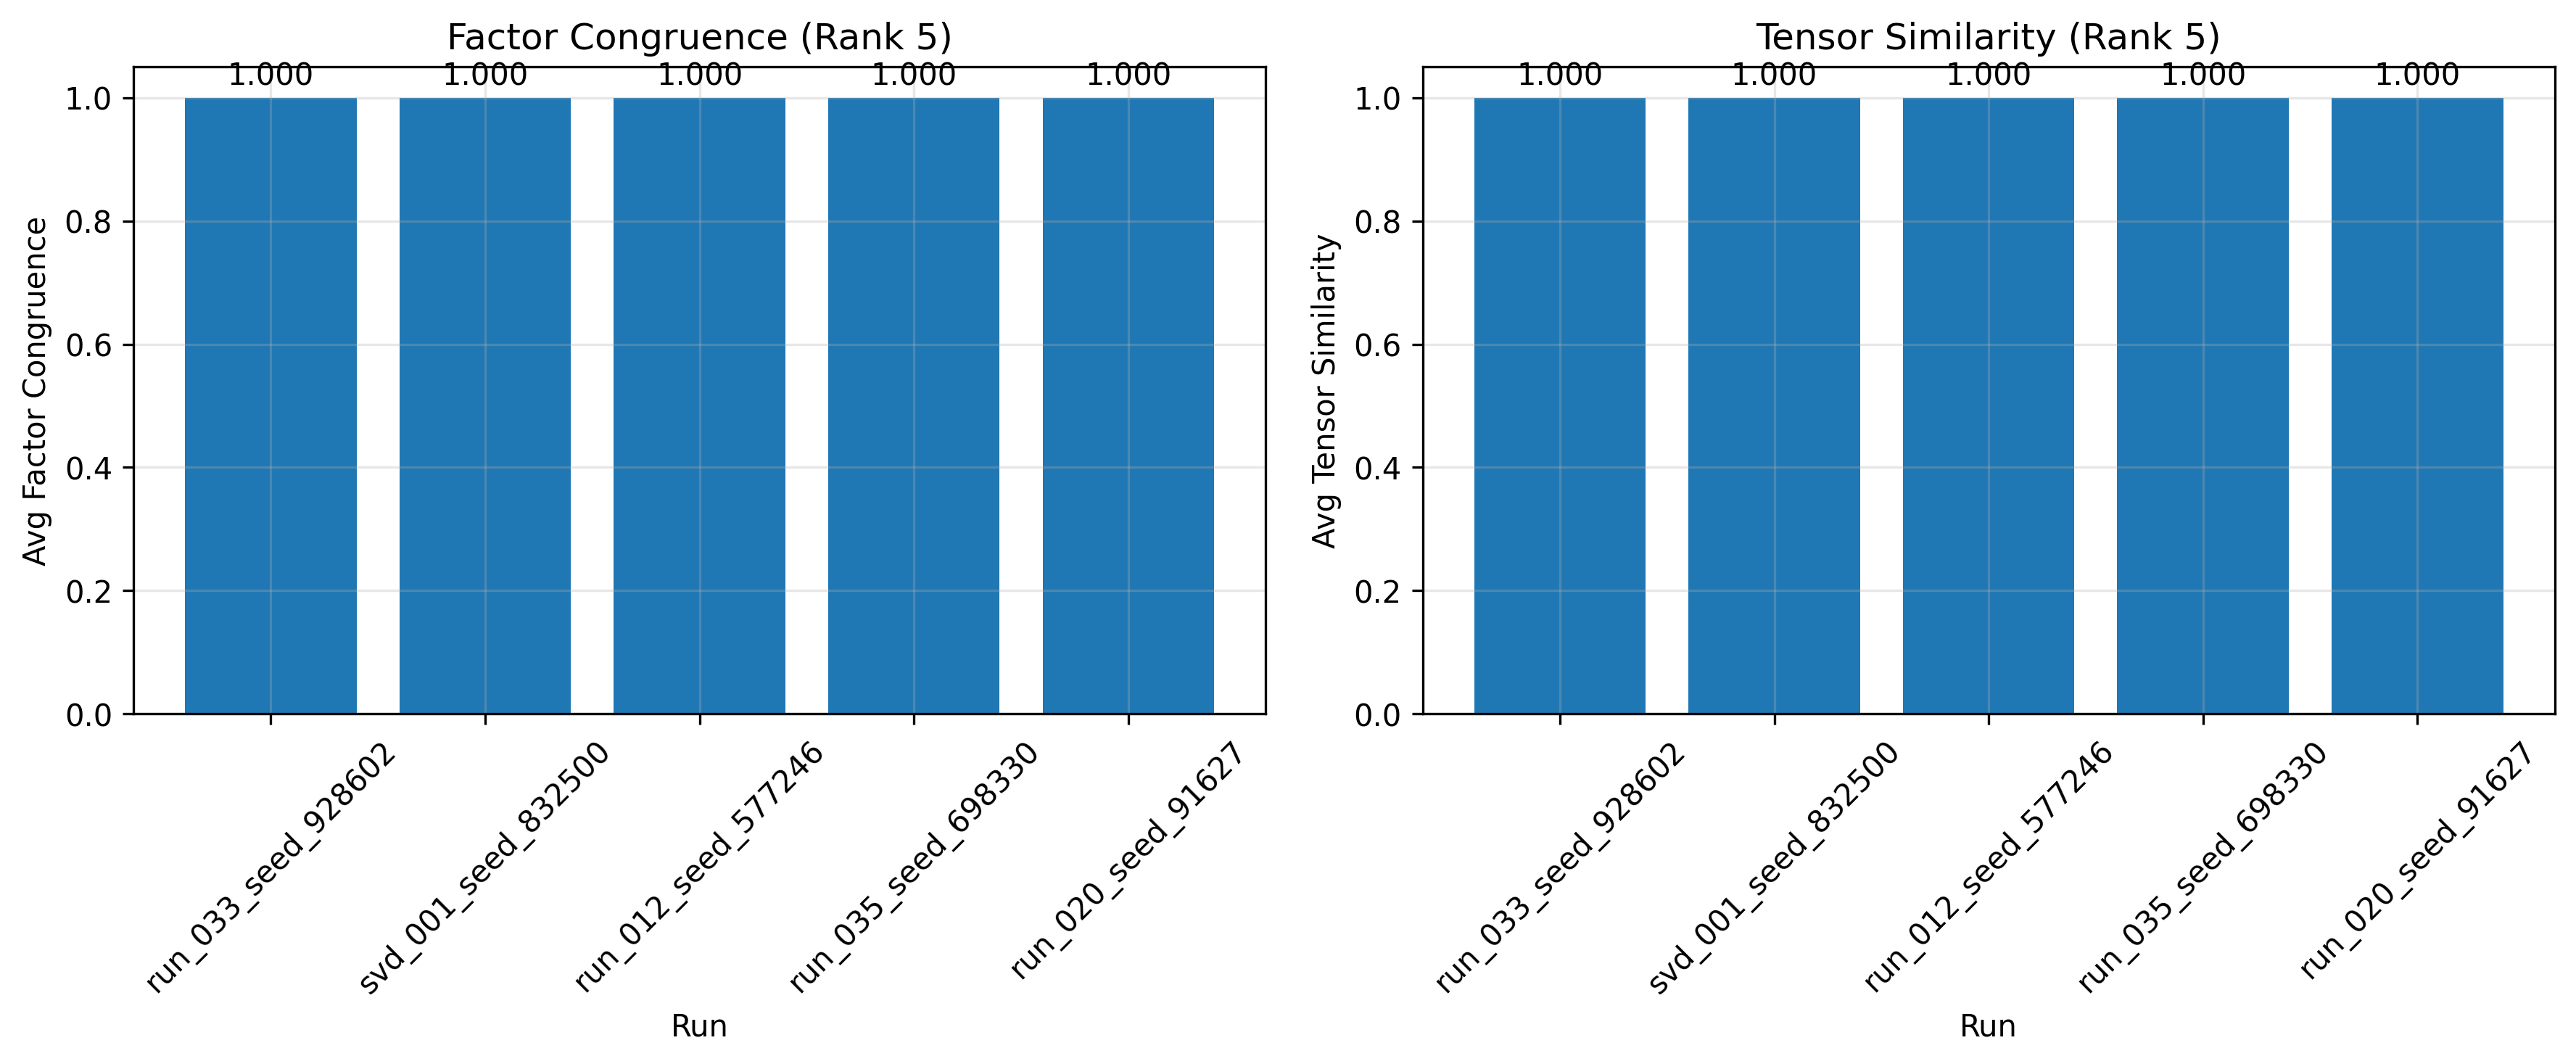 Factor Congruence (Rank 5)
1.000 1.000 1.000 1.000 1.000
1.0
0.8
0.6
0.4
0.2
0.0
Avg Factor Congruence
run_033_seed_928602
svd_001_seed_832500
run_012_seed_577246
run_035_seed_698330
run_020_seed_91627
Run
Tensor Similarity (Rank 5)
1.000 1.000 1.000 1.000 1.000
1.0
0.8
0.6
0.4
0.2
0.0
Avg Tensor Similarity
run_033_seed_928602
svd_001_seed_832500
run_012_seed_577246
run_035_seed_698330
run_020_seed_91627
Run